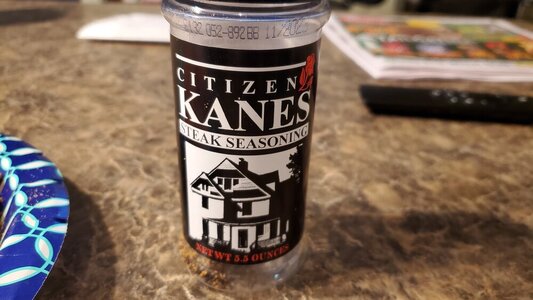 CITIZEN
KANES
STEAK SEASONING
NET WT 5.5 OUNCES